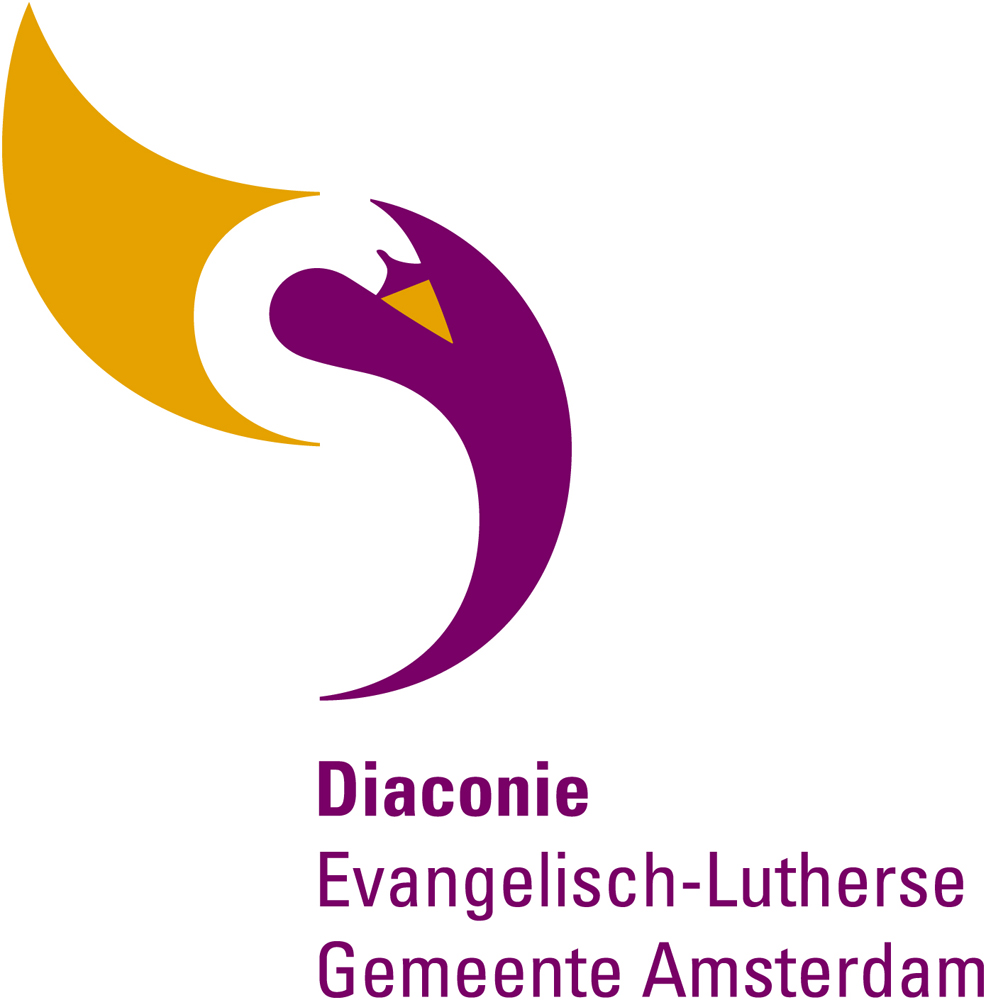 Diaconie
Evangelisch-Lutherse
Gemeente Amsterdam